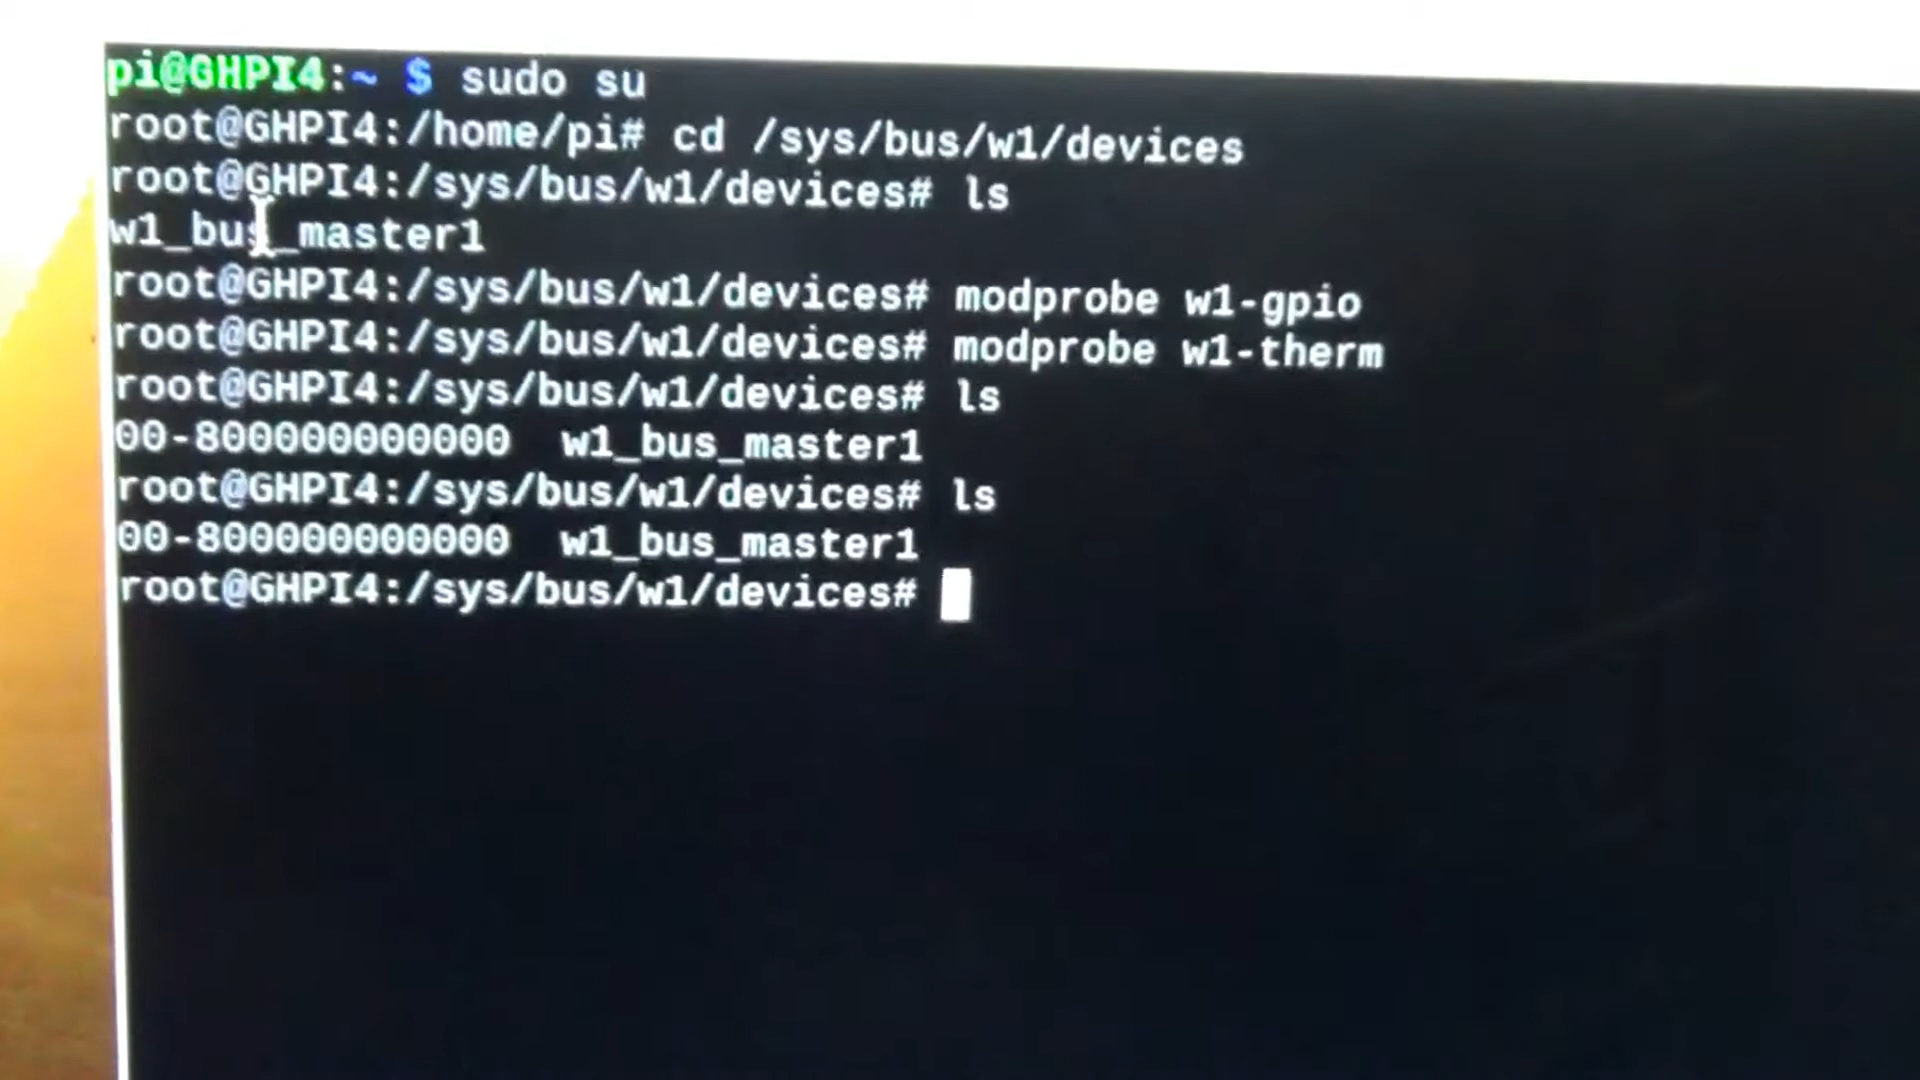 pi@GHPI4:~ $ sudo su
root@GHPI4:/home/pi# cd /sys/bus/w1/devices
root@GHPI4:/sys/bus/w1/devices# ls
w1_bus_master1
root@GHPI4:/sys/bus/w1/devices# modprobe w1-gpio
root@GHPI4:/sys/bus/w1/devices# modprobe w1-therm
root@GHPI4:/sys/bus/w1/devices# ls
00-800000000000  w1_bus_master1
root@GHPI4:/sys/bus/w1/devices# ls
00-800000000000  w1_bus_master1
root@GHPI4:/sys/bus/w1/devices#